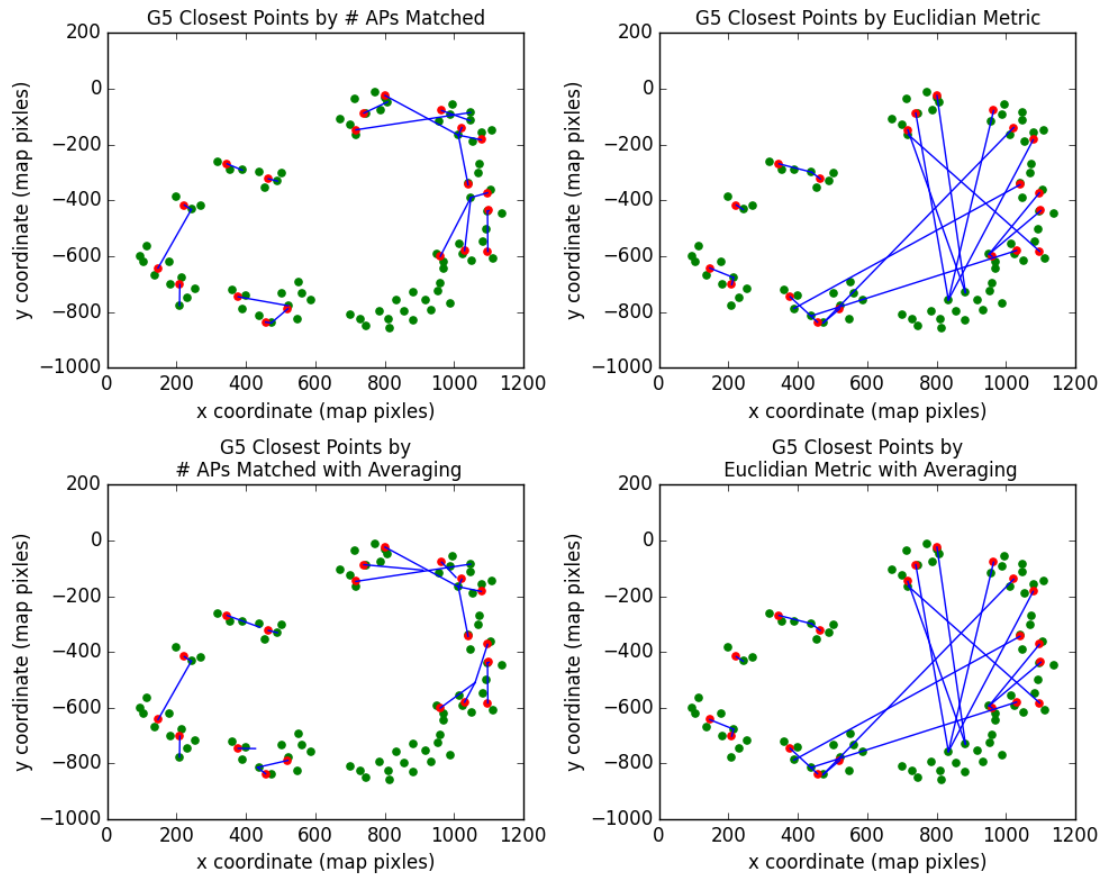 G5 Closest Points by # APs Matched
200
0
−200
−400
−600
−800
−1000
0 200 400 600 800 1000 1200
x coordinate (map pixles)
y coordinate (map pixles)
G5 Closest Points by Euclidian Metric
200
0
−200
−400
−600
−800
−1000
0 200 400 600 800 1000 1200
x coordinate (map pixles)
y coordinate (map pixles)
G5 Closest Points by
# APs Matched with Averaging
200
0
−200
−400
−600
−800
−1000
0 200 400 600 800 1000 1200
x coordinate (map pixles)
y coordinate (map pixles)
G5 Closest Points by
Euclidian Metric with Averaging
200
0
−200
−400
−600
−800
−1000
0 200 400 600 800 1000 1200
x coordinate (map pixles)
y coordinate (map pixles)